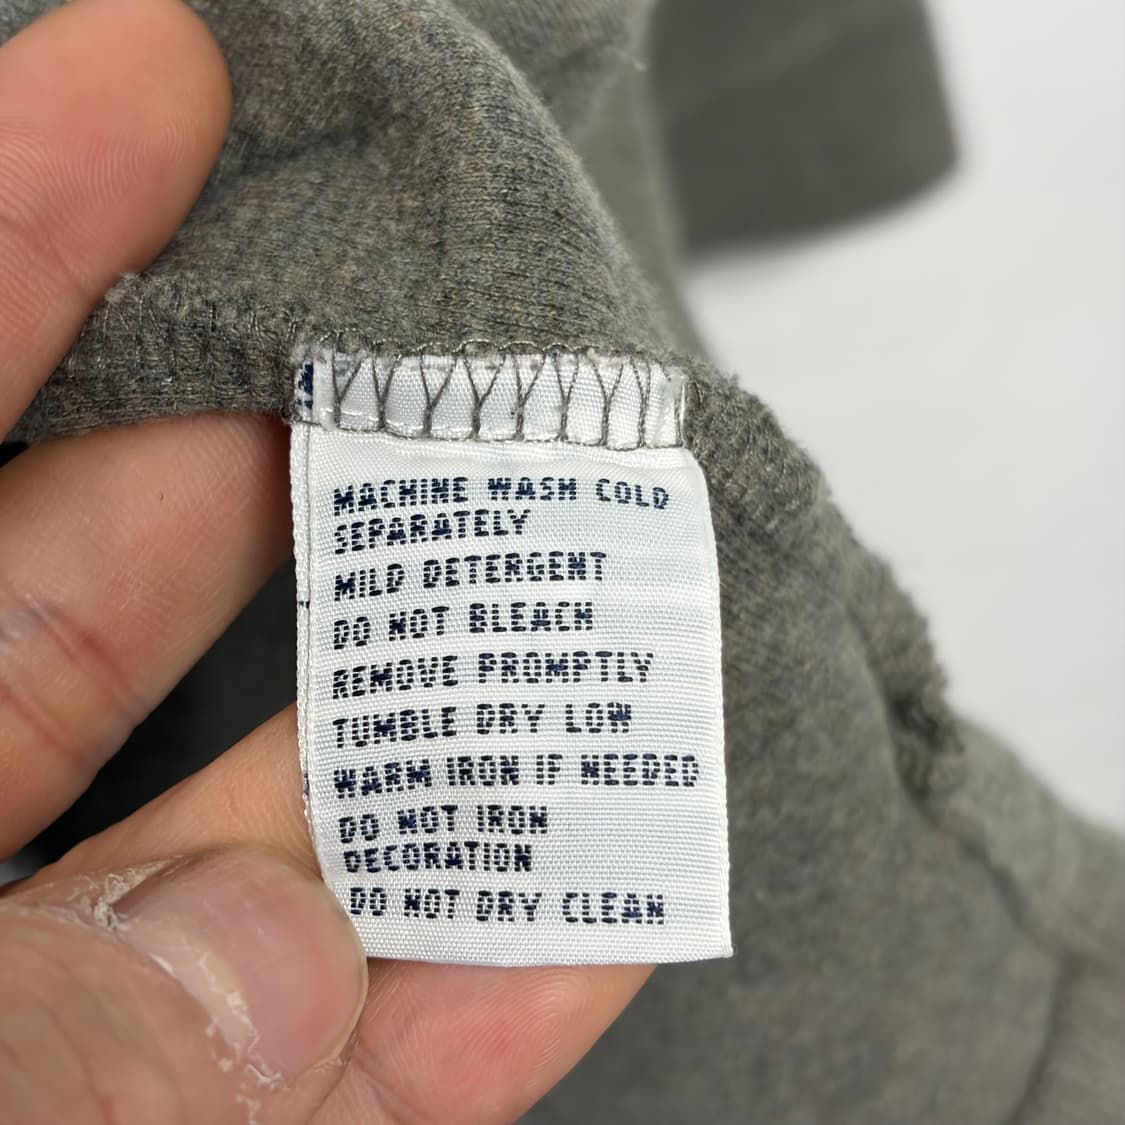 MACHINE WASH COLD
SEPARATELY
MILD DETERGENT
DO NOT BLEACH
REMOVE PROMPTLY
TUMBLE DRY LOW
WARM IRON IF NEEDED
DO NOT IRON
DECORATION
DO NOT DRY CLEAN